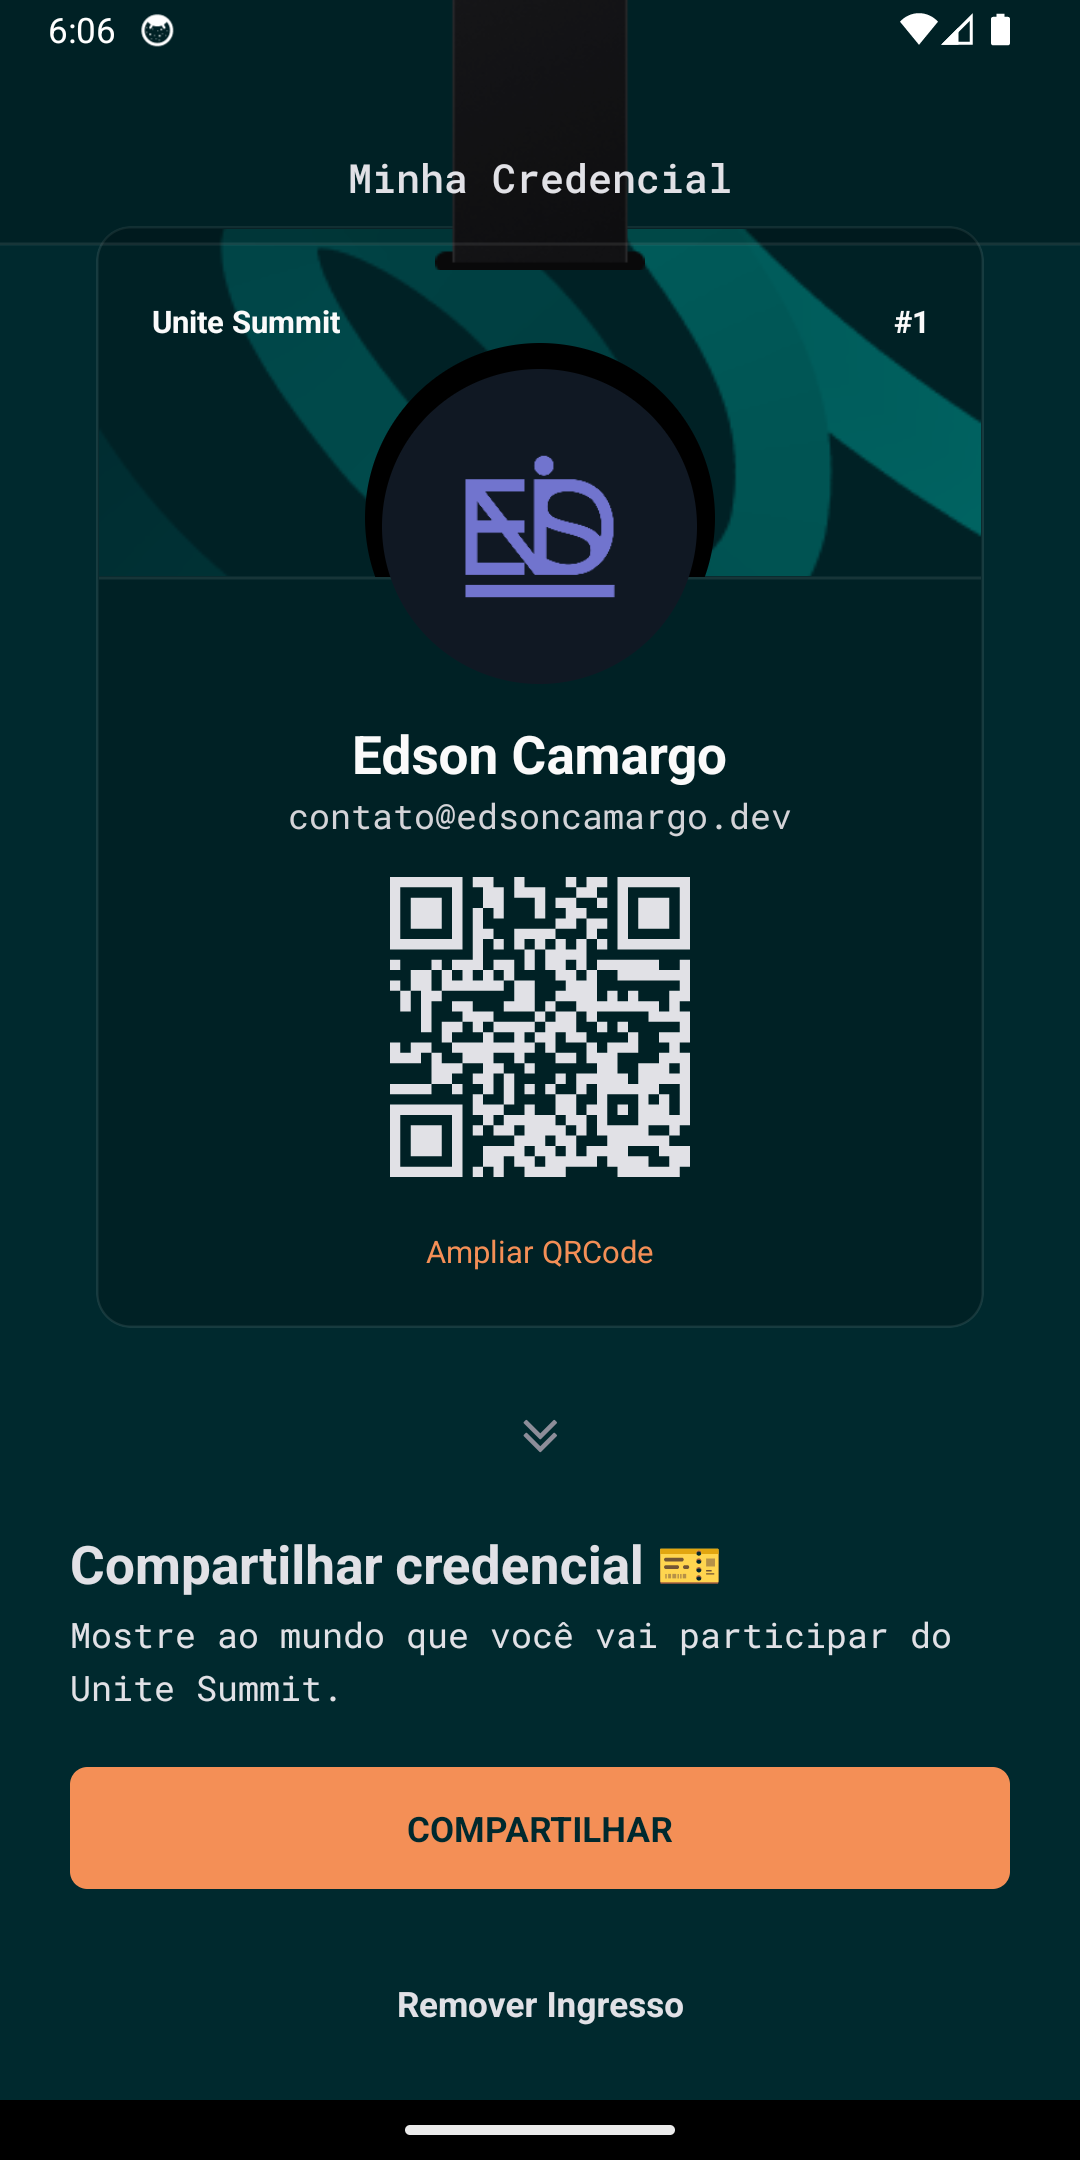 6:06
Minha Credencial
Unite Summit
#1
Edson Camargo
contato@edsoncamargo.dev
Ampliar QRCode
Compartilhar credencial 🎫
Mostre ao mundo que você vai participar do
Unite Summit.
COMPARTILHAR
Remover Ingresso